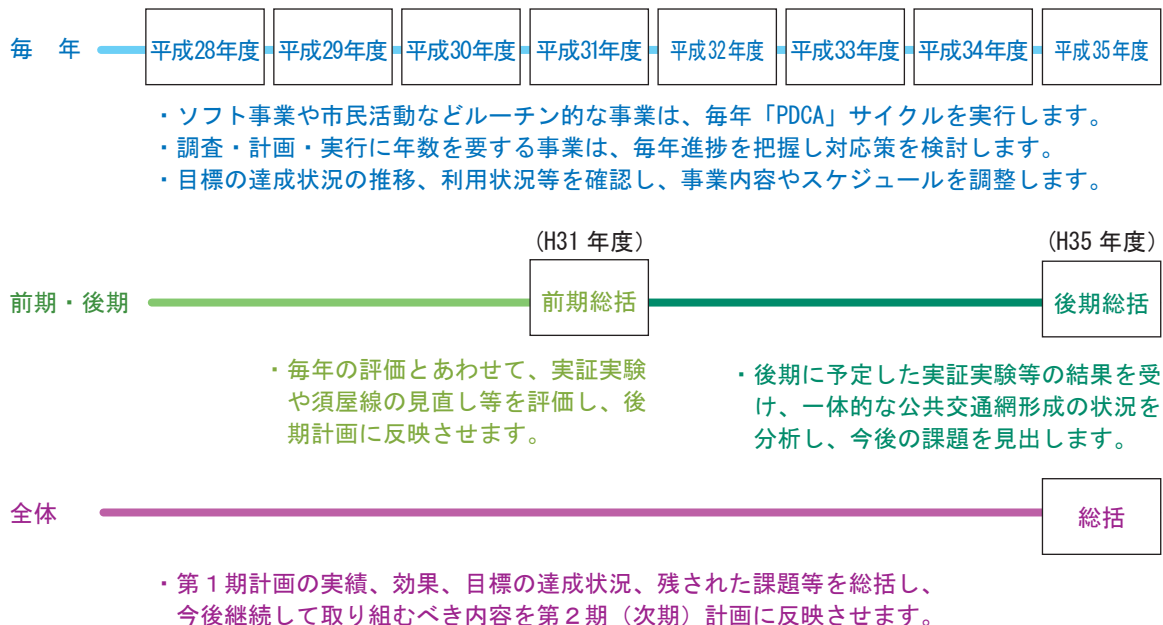 毎　年 平成28年度 平成29年度 平成30年度 平成31年度 平成32年度 平成33年度 平成34年度 平成35年度
・ソフト事業や市民活動などルーチン的な事業は、毎年「PDCA」サイクルを実行します。
・調査・計画・実行に年数を要する事業は、毎年進捗を把握し対応策を検討します。
・目標の達成状況の推移、利用状況等を確認し、事業内容やスケジュールを調整します。
(H31 年度) (H35 年度)
前期・後期 前期総括 後期総括
・毎年の評価とあわせて、実証実験
や須屋線の見直し等を評価し、後
期計画に反映させます。
・後期に予定した実証実験等の結果を受
け、一体的な公共交通網形成の状況を
分析し、今後の課題を見出します。
全体 総括
・第１期計画の実績、効果、目標の達成状況、残された課題等を総括し、
今後継続して取り組むべき内容を第２期（次期）計画に反映させます。